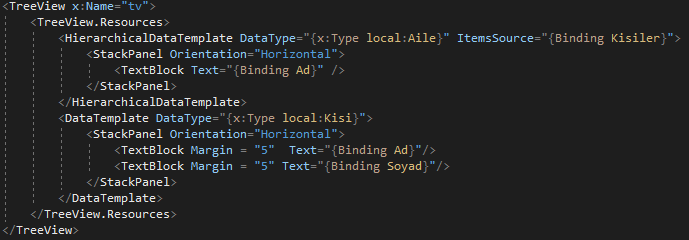 <TreeView x:Name="tv">
<TreeView.Resources>
<HierarchicalDataTemplate DataType="{x:Type local:Aile}" ItemsSource="{Binding Kisiler}">
<StackPanel Orientation="Horizontal">
<TextBlock Text="{Binding Ad}" />
</StackPanel>
</HierarchicalDataTemplate>
<DataTemplate DataType="{x:Type local:Kisi}">
<StackPanel Orientation="Horizontal">
<TextBlock Margin = "5"  Text="{Binding Ad}"/>
<TextBlock Margin = "5" Text="{Binding Soyad}"/>
</StackPanel>
</DataTemplate>
</TreeView.Resources>
</TreeView>